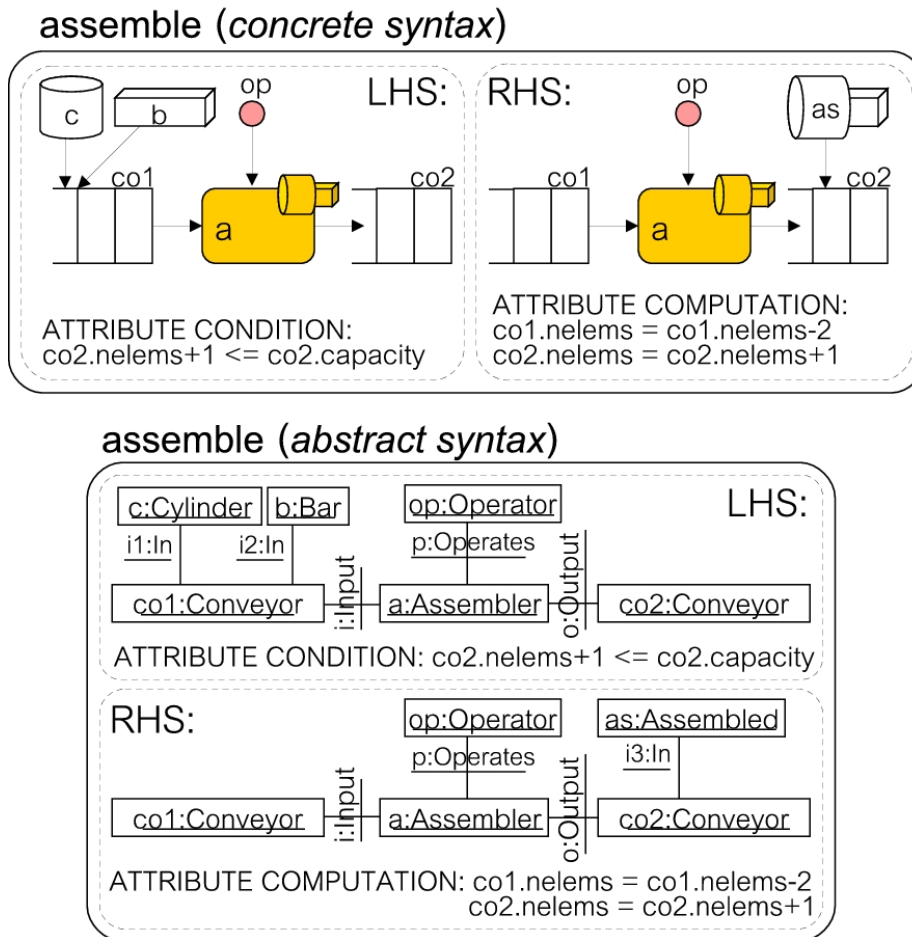 assemble (concrete syntax)
LHS:
c
b
op
co1
a
co2
ATTRIBUTE CONDITION:
co2.nelems+1 <= co2.capacity
RHS:
op
as
co1
a
co2
ATTRIBUTE COMPUTATION:
co1.nelems = co1.nelems-2
co2.nelems = co2.nelems+1
assemble (abstract syntax)
LHS:
c:Cylinder
b:Bar
op:Operator
i1:In
i2:In
p:Operates
co1:Conveyor
i:Input
a:Assembler
o:Output
co2:Conveyor
ATTRIBUTE CONDITION: co2.nelems+1 <= co2.capacity
RHS:
op:Operator
as:Assembled
p:Operates
i3:In
co1:Conveyor
i:Input
a:Assembler
o:Output
co2:Conveyor
ATTRIBUTE COMPUTATION: co1.nelems = co1.nelems-2
co2.nelems = co2.nelems+1